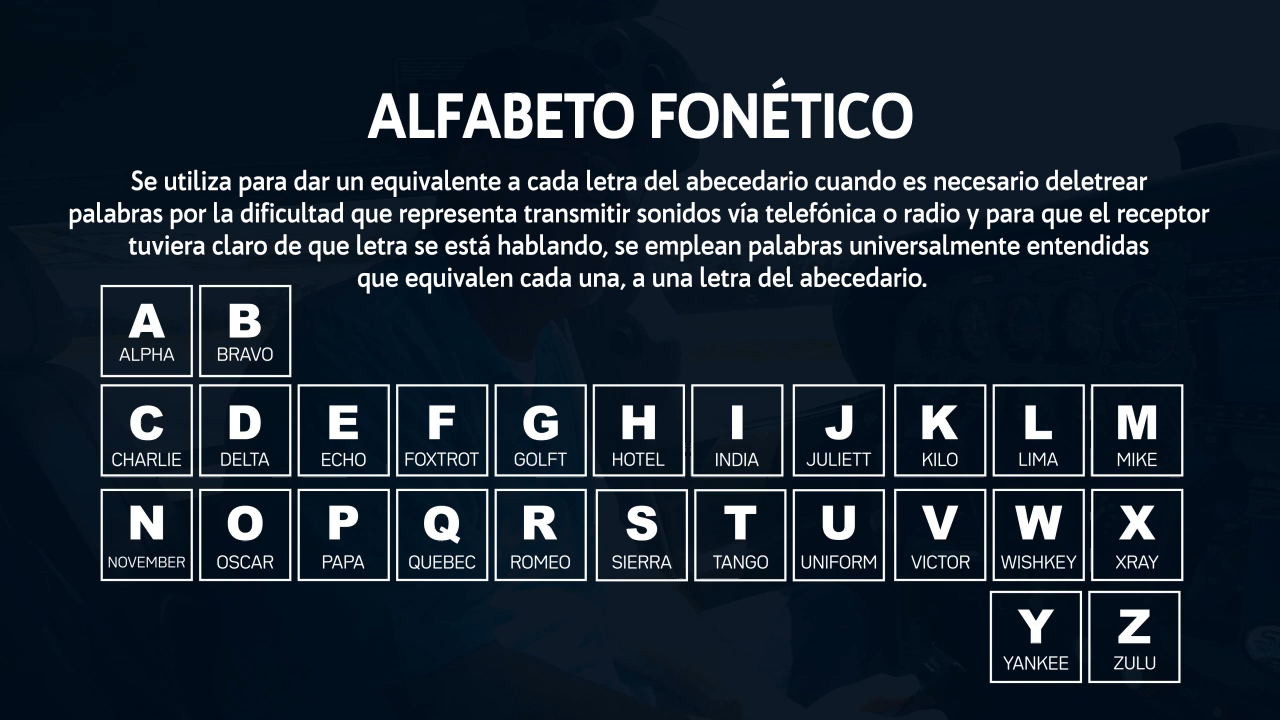 ALFABETO FONÉTICO
Se utiliza para dar un equivalente a cada letra del abecedario cuando es necesario deletrear
palabras por la dificultad que representa transmitir sonidos vía telefónica o radio y para que el receptor
tuviera claro de que letra se está hablando, se emplean palabras universalmente entendidas
que equivalen cada una, a una letra del abecedario.
A B
ALPHA BRAVO
C D E F G H I J K L M
CHARLIE DELTA ECHO FOXTROT GOLFT HOTEL INDIA JULIETT KILO LIMA MIKE
N O P Q R S T U V W X
NOVEMBER OSCAR PAPA QUEBEC ROMEO SIERRA TANGO UNIFORM VICTOR WISHKEY XRAY
Y Z
YANKEE ZULU